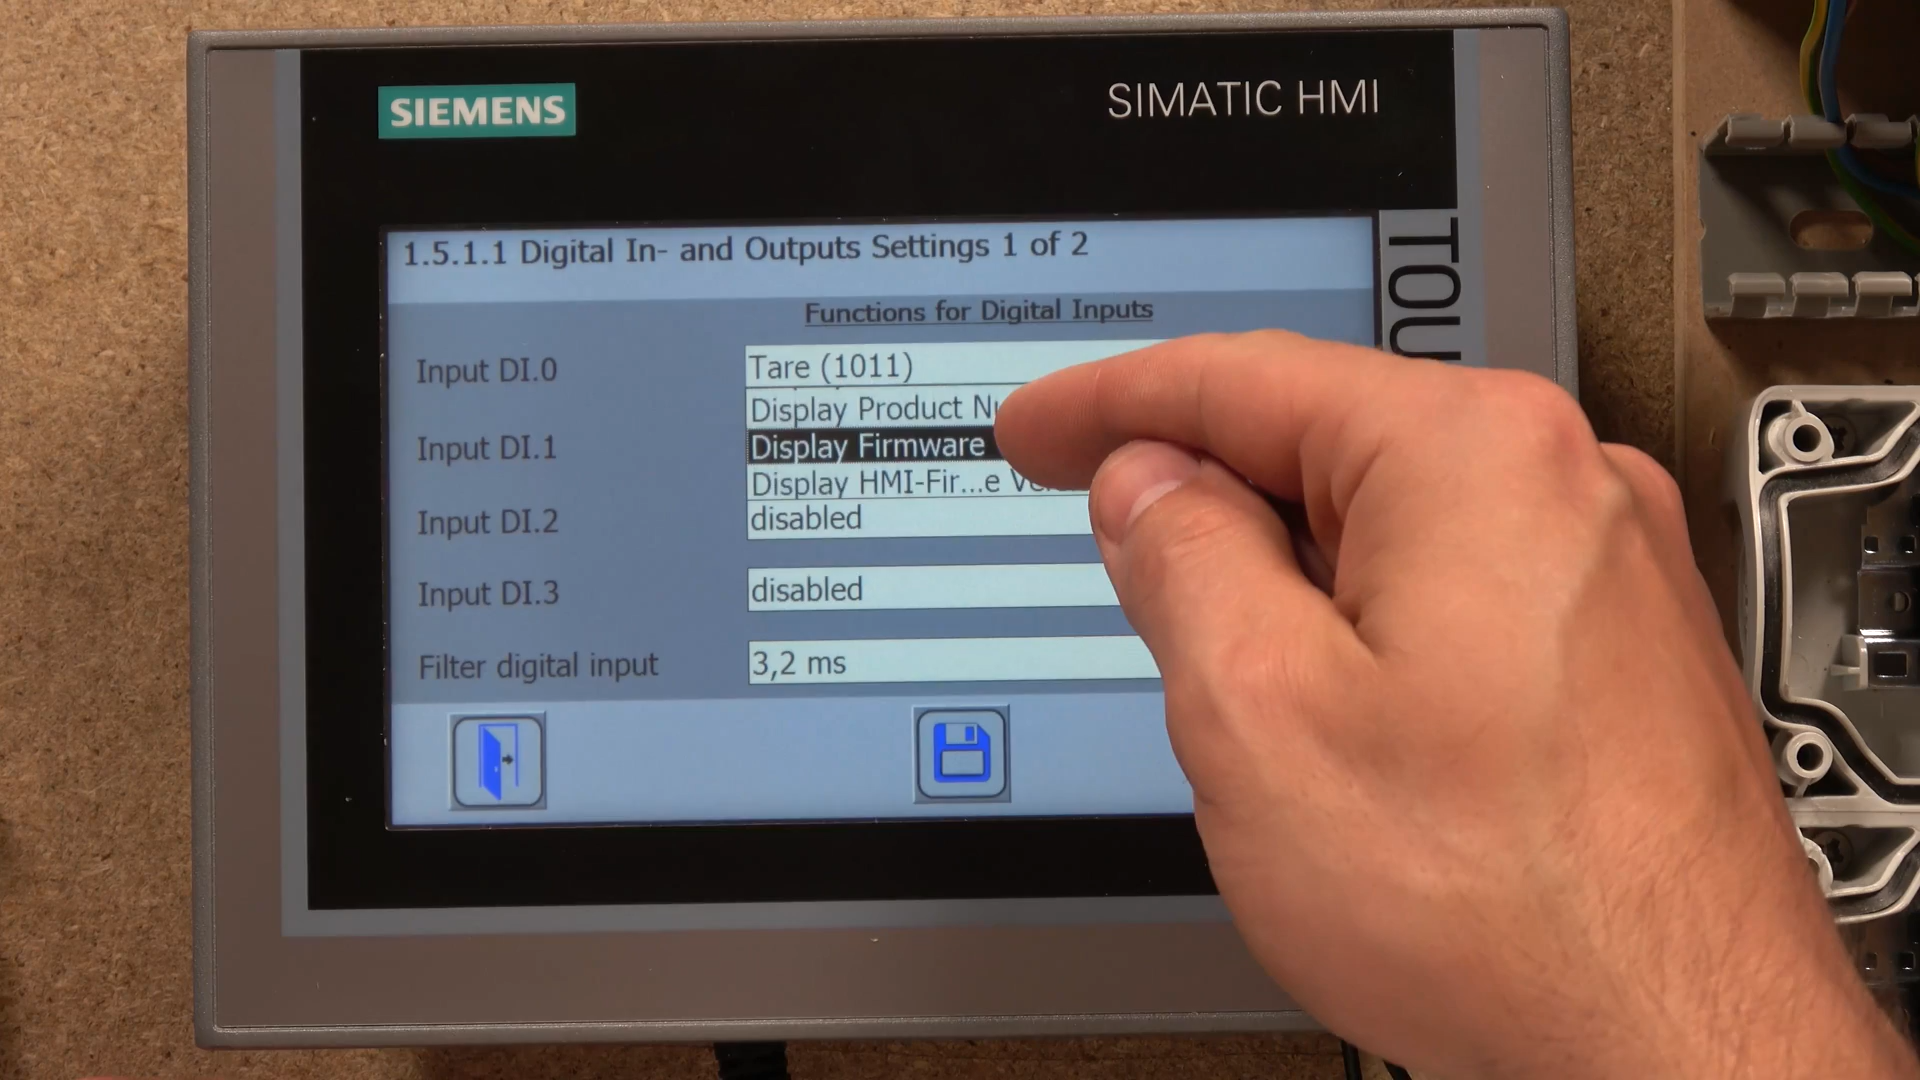 SIEMENS
SIMATIC HMI
TOU
1.5.1.1 Digital In- and Outputs Settings 1 of 2
Functions for Digital Inputs
Input DI.0
Tare (1011)
Display Product Nu
Input DI.1
Display Firmware
Display HMI-Fir...e
Input DI.2
disabled
Input DI.3
disabled
Filter digital input
3,2 ms